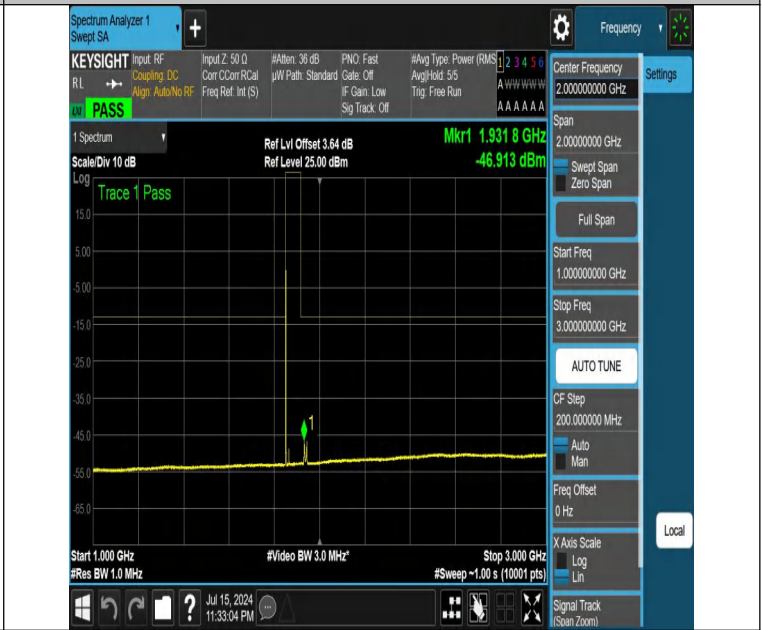 Spectrum Analyzer 1
Swept SA
+
Frequency
KEYSIGHT
RL
PASS
Input: RF
Coupling: DC
Align: Auto/No RF
Input Z: 50 Ω
Corr CCorr RCal
Freq Ref: Int (S)
#Atten: 36 dB
µW Path: Standard
PNO: Fast
Gate: Off
IF Gain: Low
Sig Track: Off
#Avg Type: Power (RMS
Avg|Hold: 5/5
Trig: Free Run
1 2 3 4 5 6
A W W W W W
A A A A A A
1 Spectrum
Scale/Div 10 dB
Ref Lvl Offset 3.64 dB
Ref Level 25.00 dBm
Mkr1 1.931 8 GHz
-46.913 dBm
Log
Trace 1 Pass
15.0
5.00
-5.00
-15.0
-25.0
-35.0
-45.0
-55.0
-65.0
1
Start 1.000 GHz
#Res BW 1.0 MHz
#Video BW 3.0 MHz*
Stop 3.000 GHz
#Sweep ~1.00 s (10001 pts)
Center Frequency
2.000000000 GHz
Settings
Span
2.00000000 GHz
Swept Span
Zero Span
Full Span
Start Freq
1.000000000 GHz
Stop Freq
3.000000000 GHz
AUTO TUNE
CF Step
200.000000 MHz
Auto
Man
Freq Offset
0 Hz
X Axis Scale
Log
Lin
Signal Track
(Span Zoom)
Local
?
Jul 15, 2024
11:33:04 PM